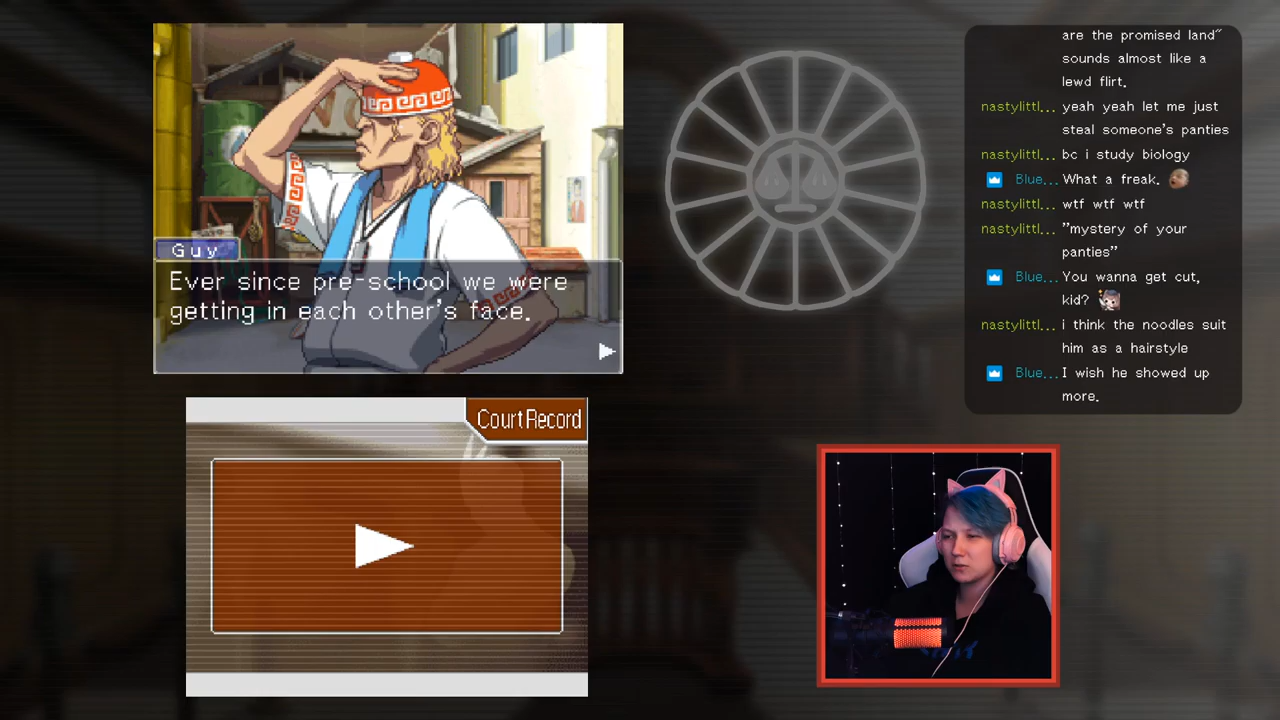 Guy
Ever since pre-school we were
getting in each other's face.
Court Record
are the promised land"
sounds almost like a
lewd flirt.
nastylittl... yeah yeah let me just
steal someone's panties
nastylittl... bc i study biology
Blue... What a freak.
nastylittl... wtf wtf wtf
nastylittl... "mystery of your
panties"
Blue... You wanna get cut,
kid?
nastylittl... i think the noodles suit
him as a hairstyle
Blue... I wish he showed up
more.